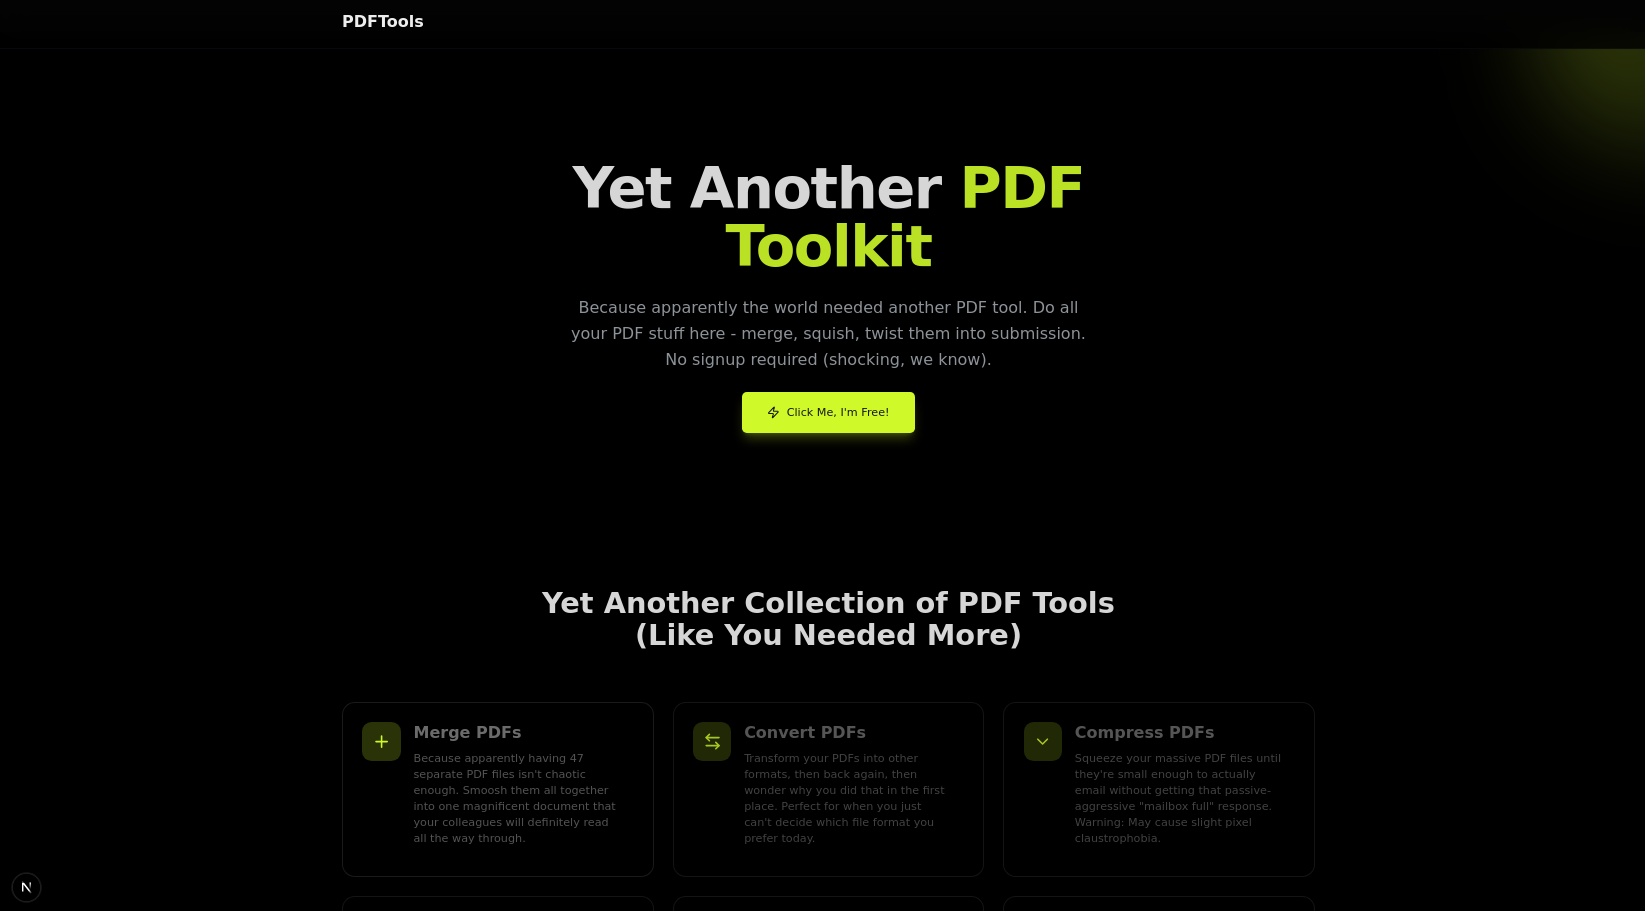 PDFTools
Yet Another PDF
Toolkit
Because apparently the world needed another PDF tool. Do all
your PDF stuff here - merge, squish, twist them into submission.
No signup required (shocking, we know).
Click Me, I'm Free!
Yet Another Collection of PDF Tools
(Like You Needed More)
Merge PDFs
Because apparently having 47
separate PDF files isn't chaotic
enough. Smoosh them all together
into one magnificent document that
your colleagues will definitely read
all the way through.
Convert PDFs
Transform your PDFs into other
formats, then back again, then
wonder why you did that in the first
place. Perfect for when you just
can't decide which file format you
prefer today.
Compress PDFs
Squeeze your massive PDF files until
they're small enough to actually
email without getting that passive-
aggressive "mailbox full" response.
Warning: May cause slight pixel
claustrophobia.
N